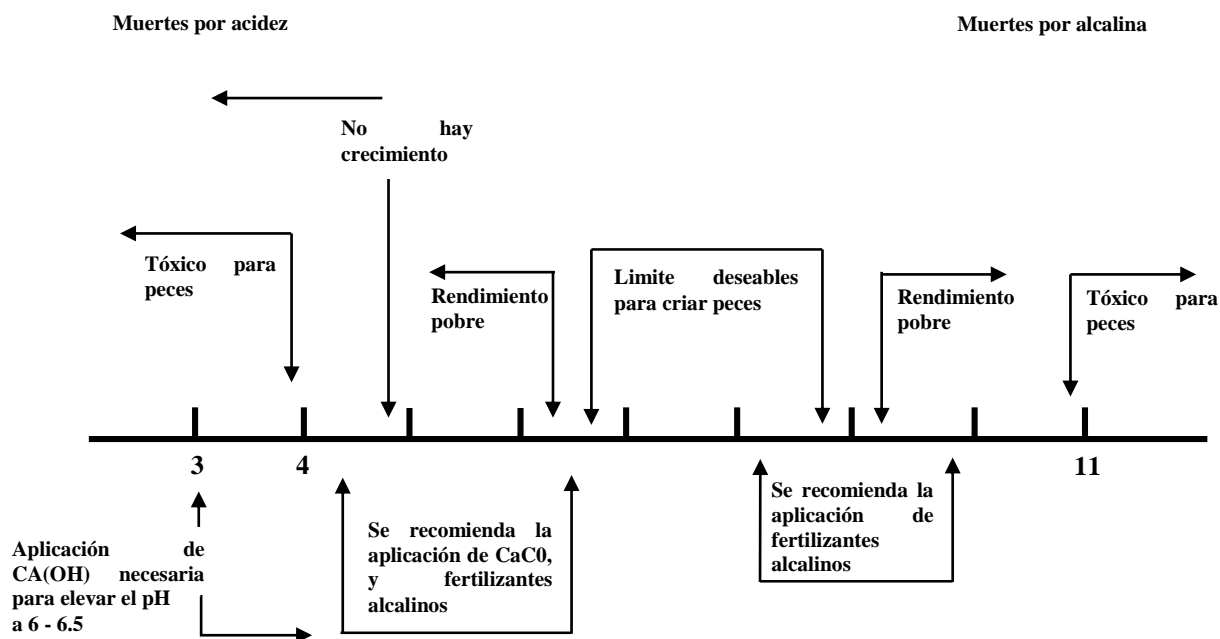 Muertes por acidez
Muertes por alcalina
No hay
crecimiento
Tóxico para
peces
Rendimiento
pobre
Limite deseables
para criar peces
Rendimiento
pobre
Tóxico para
peces
3
4
11
Aplicación de
CA(OH) necesaria
para elevar el pH
a 6 - 6.5
Se recomienda la
aplicación de CaC0,
y fertilizantes
alcalinos
Se recomienda la
aplicación de
fertilizantes
alcalinos